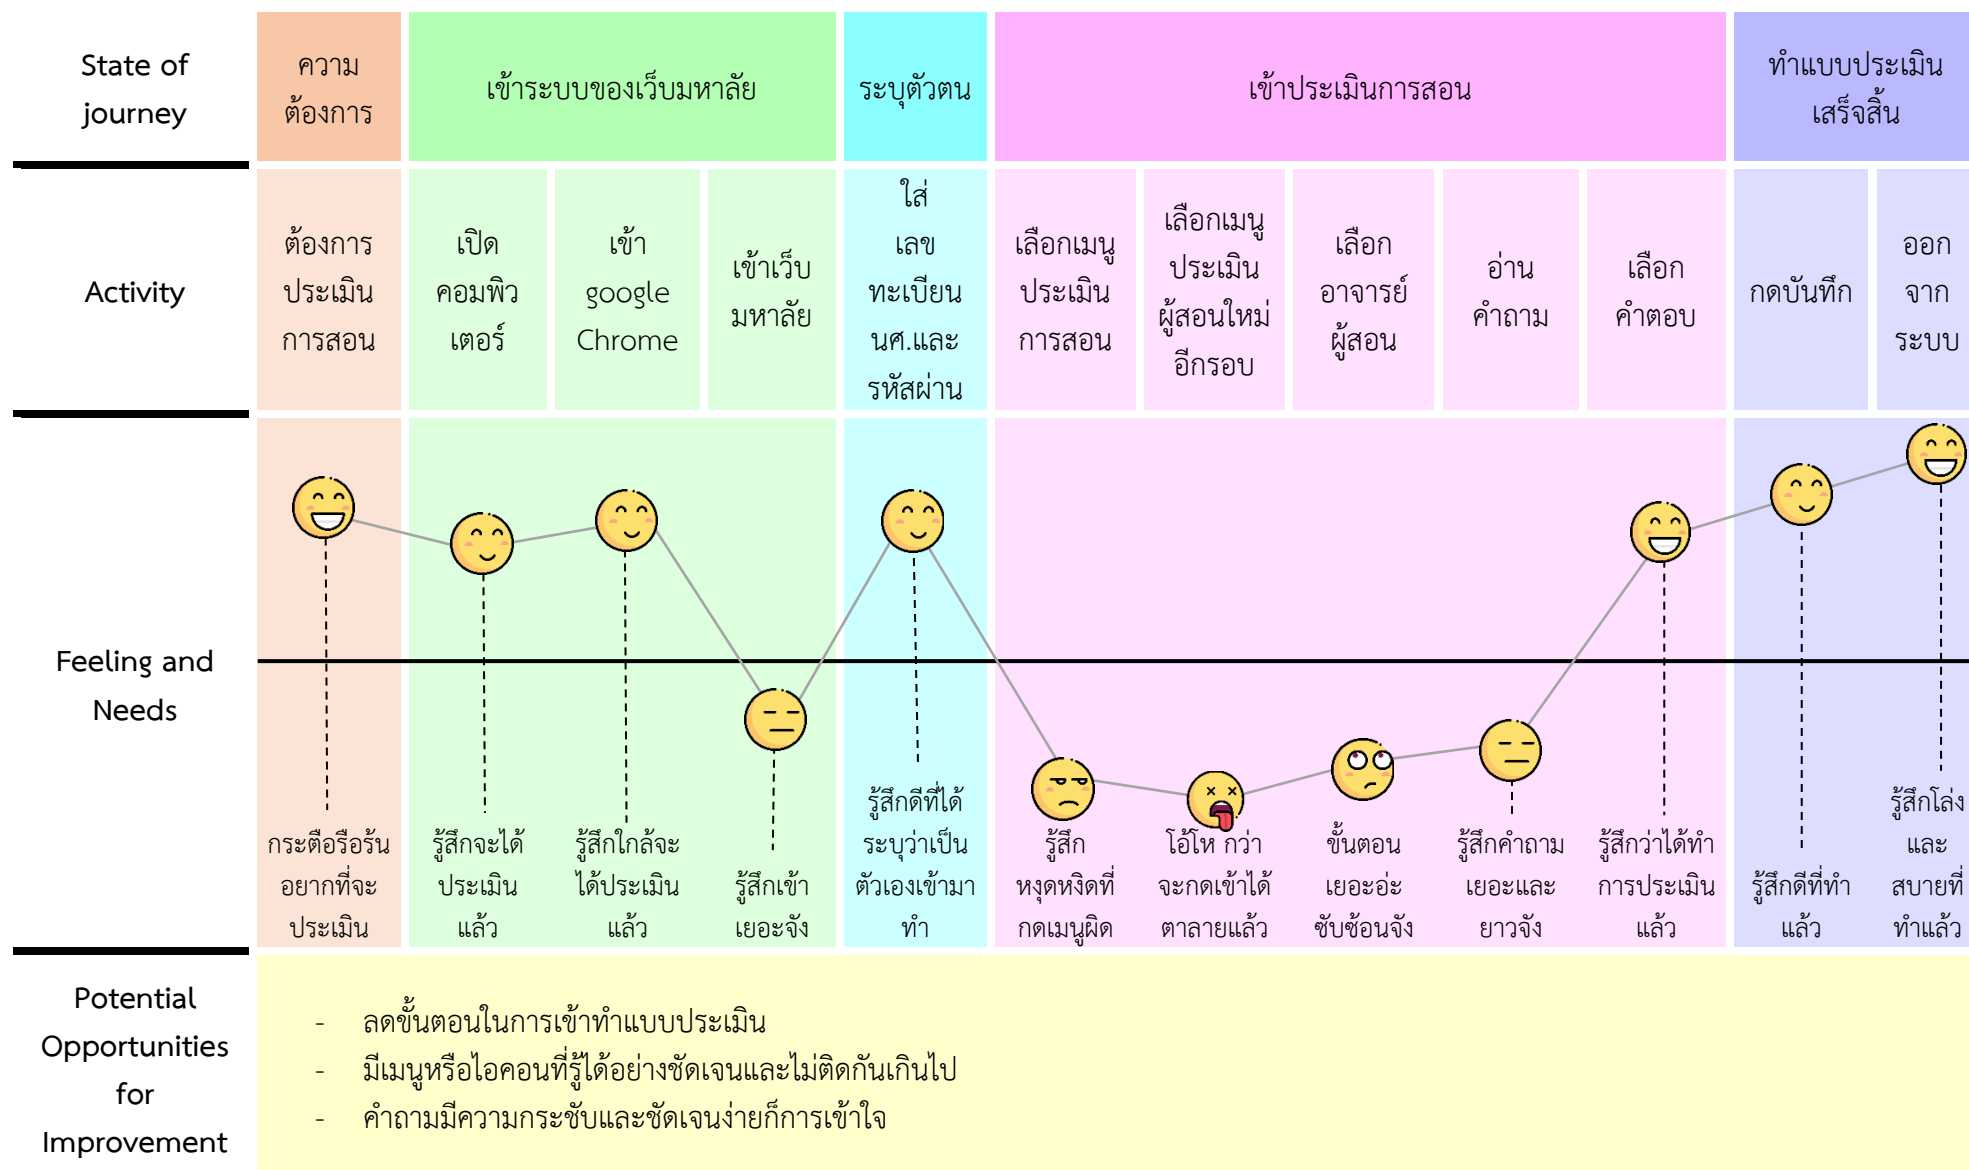 State of
journey
ความ
ต้องการ
เข้าระบบของเว็บมหาลัย
ระบุตัวตน
เข้าประเมินการสอน
ทำแบบประเมิน
เสร็จสิ้น
Activity
ต้องการ
ประเมิน
การสอน
เปิด
คอมพิว
เตอร์
เข้า
google
Chrome
เข้าเว็บ
มหาลัย
ใส่
เลข
ทะเบียน
นศ.และ
รหัสผ่าน
เลือกเมนู
ประเมิน
การสอน
เลือกเมนู
ประเมิน
ผู้สอนใหม่
อีกรอบ
เลือก
อาจารย์
ผู้สอน
อ่าน
คำถาม
เลือก
คำตอบ
กดบันทึก
ออก
จาก
ระบบ
Feeling and
Needs
กระตือรือร้น
อยากที่จะ
ประเมิน
รู้สึกจะได้
ประเมิน
แล้ว
รู้สึกใกล้จะ
ได้ประเมิน
แล้ว
รู้สึกเข้า
เยอะจัง
รู้สึกดีที่ได้
ระบุว่าเป็น
ตัวเองเข้ามา
ทำ
รู้สึก
หงุดหงิดที่
กดเมนูผิด
โอ้โห กว่า
จะกดเข้าได้
ตาลายแล้ว
ขั้นตอน
เยอะอ่ะ
ซับซ้อนจัง
รู้สึกคำถาม
เยอะและ
ยาวจัง
รู้สึกว่าได้ทำ
การประเมิน
แล้ว
รู้สึกดีที่ทำ
แล้ว
รู้สึกโล่ง
และ
สบายที่
ทำแล้ว
Potential
Opportunities
for
Improvement
- ลดขั้นตอนในการเข้าทำแบบประเมิน
- มีเมนูหรือไอคอนที่รู้ได้อย่างชัดเจนและไม่ติดกันเกินไป
- คำถามมีความกระชับและชัดเจนง่ายก็การเข้าใจ